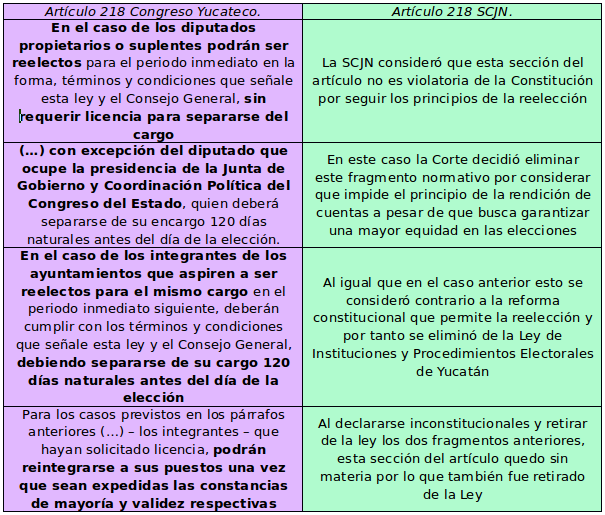 Artículo 218 Congreso Yucateco.
Artículo 218 SCJN.
En el caso de los diputados
propietarios o suplentes podrán ser
reelectos para el periodo inmediato en la
forma, términos y condiciones que señale
esta ley y el Consejo General, sin
requerir licencia para separarse del
cargo
La SCJN consideró que esta sección del
artículo no es violatoria de la Constitución
por seguir los principios de la reelección
(…) con excepción del diputado que
ocupe la presidencia de la Junta de
Gobierno y Coordinación Política del
Congreso del Estado, quien deberá
separarse de su encargo 120 días
naturales antes del día de la elección.
En este caso la Corte decidió eliminar
este fragmento normativo por considerar
que impide el principio de la rendición de
cuentas a pesar de que busca garantizar
una mayor equidad en las elecciones
En el caso de los integrantes de los
ayuntamientos que aspiren a ser
reelectos para el mismo cargo en el
periodo inmediato siguiente, deberán
cumplir con los términos y condiciones
que señale esta ley y el Consejo General,
debiendo separarse de su cargo 120
días naturales antes del día de la
elección
Al igual que en el caso anterior esto se
consideró contrario a la reforma
constitucional que permite la reelección y
por tanto se eliminó de la Ley de
Instituciones y Procedimientos Electorales
de Yucatán
Para los casos previstos en los párrafos
anteriores (…) – los integrantes – que
hayan solicitado licencia, podrán
reintegrarse a sus puestos una vez
que sean expedidas las constancias
de mayoría y validez respectivas
Al declararse inconstitucionales y retirar
de la ley los dos fragmentos anteriores,
esta sección del artículo quedo sin
materia por lo que también fue retirado
de la Ley